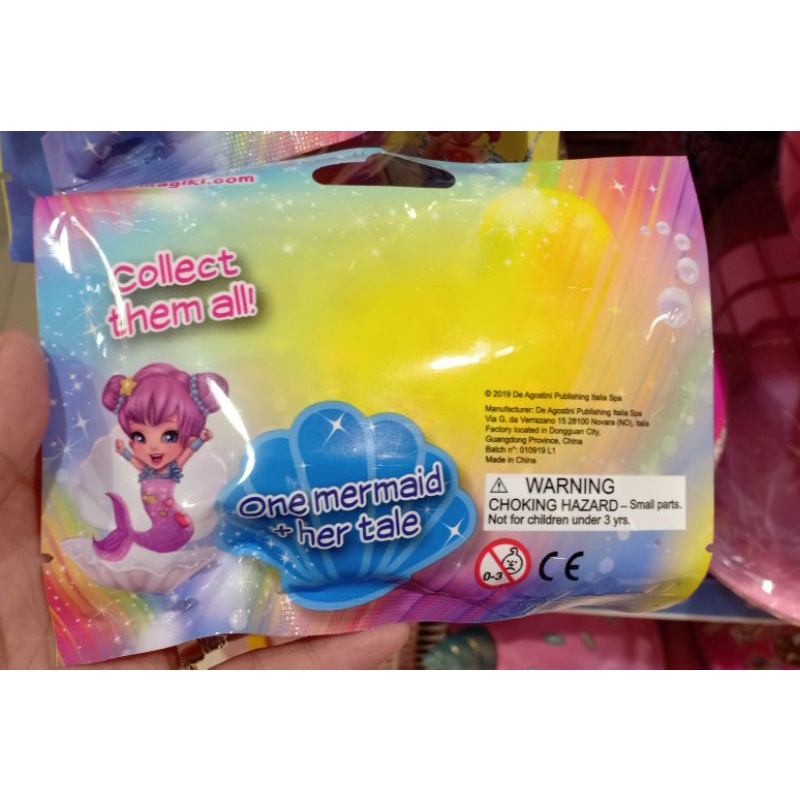 magiki.com
Collect
them all!
one mermaid
+ her tale
© 2019 De Agostini Publishing Italia Spa
Manufacturer: De Agostini Publishing Italia Spa
Via G. da Verrazano 15 28100 Novara (NO), Italia
Factory located in Dongguan City,
Guangdong Province, China
Batch n°: 010919 L1
Made in China
WARNING
CHOKING HAZARD – Small parts.
Not for children under 3 yrs.
0-3
CE